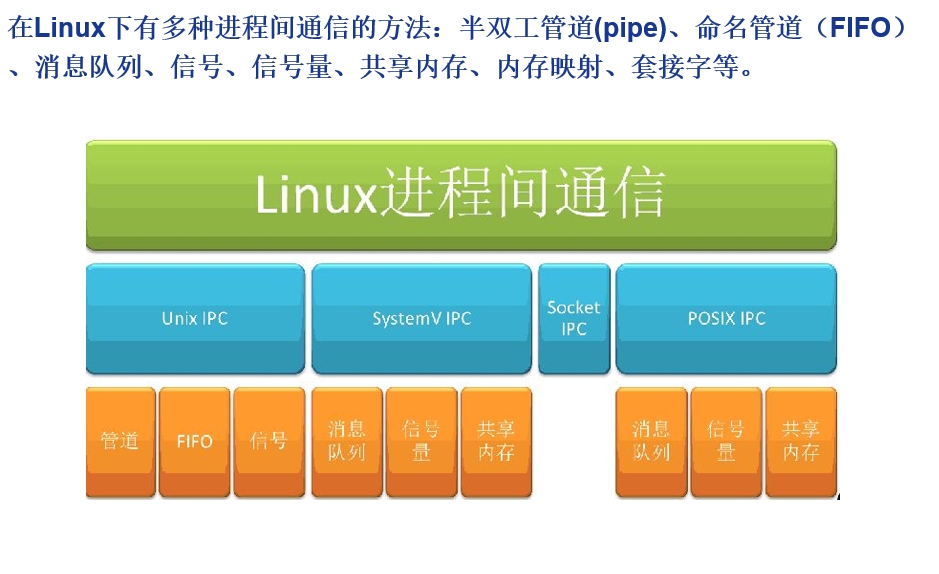 在Linux下有多种进程间通信的方法：半双工管道(pipe)、命名管道（FIFO）
、消息队列、信号、信号量、共享内存、内存映射、套接字等。
Linux进程间通信
Unix IPC
SystemV IPC
Socket
IPC
POSIX IPC
管道
FIFO
信号
消息
队列
信号
量
共享
内存
消息
队列
信号
量
共享
内存